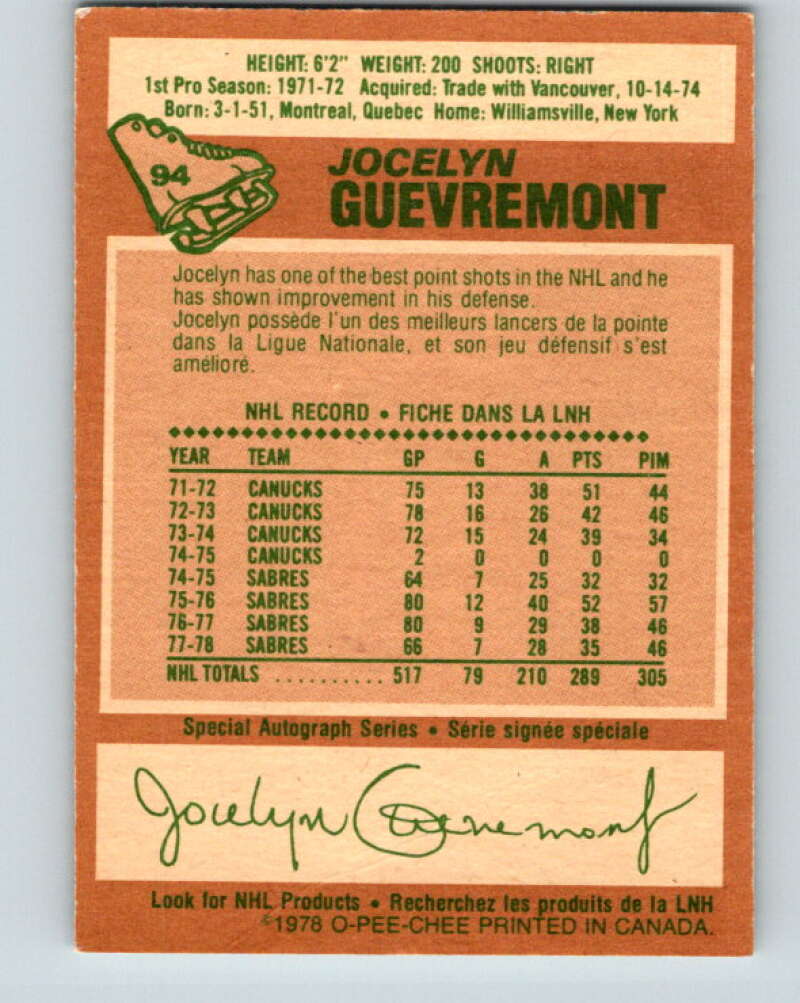 HEIGHT: 6'2" WEIGHT: 200 SHOOTS: RIGHT
1st Pro Season: 1971-72 Acquired: Trade with Vancouver, 10-14-74
Born: 3-1-51, Montreal, Quebec Home: Williamsville, New York
94
JOCELYN
GUEVREMONT
Jocelyn has one of the best point shots in the NHL and he
has shown improvement in his defense.
Jocelyn possède l'un des meilleurs lancers de la pointe
dans la Ligue Nationale, et son jeu défensif s'est
amélioré.
NHL RECORD • FICHE DANS LA LNH
YEAR TEAM GP G A PTS PIM
71-72 CANUCKS 75 13 38 51 44
72-73 CANUCKS 78 16 26 42 46
73-74 CANUCKS 72 15 24 39 34
74-75 CANUCKS 2 0 0 0 0
74-75 SABRES 64 7 25 32 32
75-76 SABRES 80 12 40 52 57
76-77 SABRES 80 9 29 38 46
77-78 SABRES 66 7 28 35 46
NHL TOTALS .......... 517 79 210 289 305
Special Autograph Series • Série signée spéciale
Jocelyn Guevremont
Look for NHL Products • Recherchez les produits de la LNH
©1978 O-PEE-CHEE PRINTED IN CANADA.